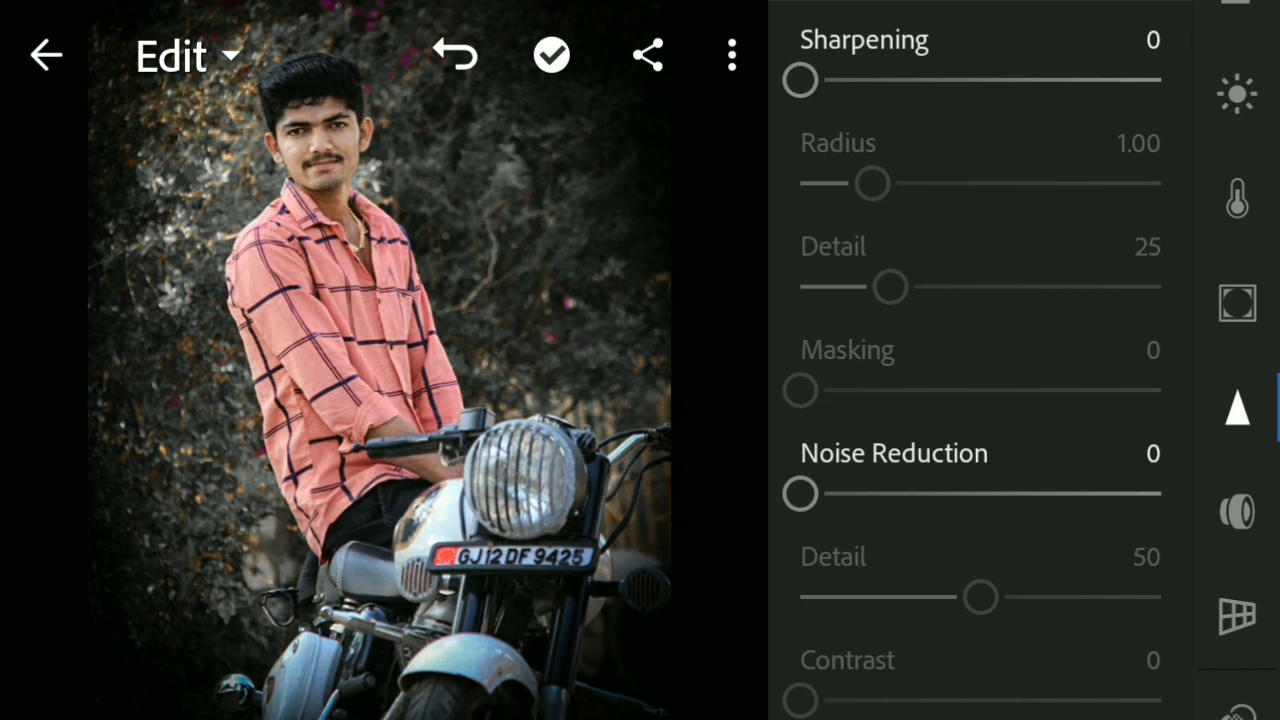 Edit
Sharpening 0
Radius 1.00
Detail 25
Masking 0
Noise Reduction 0
Detail 50
Contrast 0
GJ12DF9425